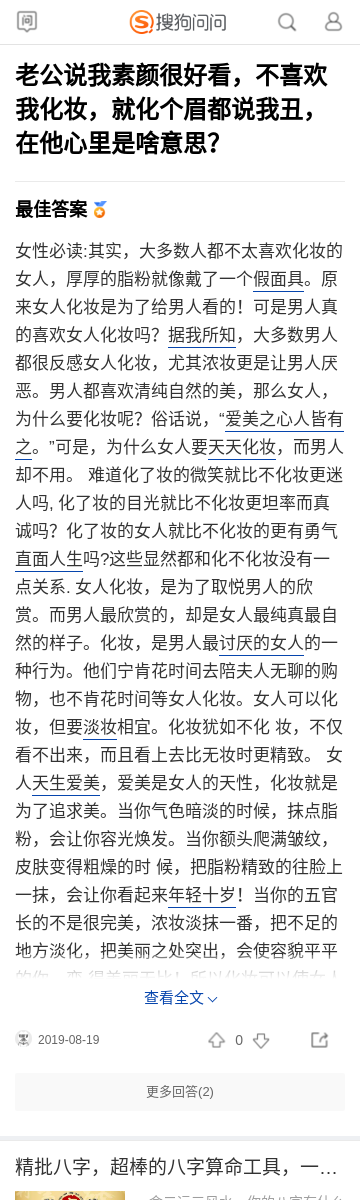 问
搜狗问问
老公说我素颜很好看，不喜欢
我化妆，就化个眉都说我丑，
在他心里是啥意思？
最佳答案
女性必读:其实，大多数人都不太喜欢化妆的
女人，厚厚的脂粉就像戴了一个假面具。原
来女人化妆是为了给男人看的！可是男人真
的喜欢女人化妆吗？据我所知，大多数男人
都很反感女人化妆，尤其浓妆更是让男人厌
恶。男人都喜欢清纯自然的美，那么女人，
为什么要化妆呢？俗话说，“爱美之心人皆有
之。”可是，为什么女人要天天化妆，而男人
却不用。 难道化了妆的微笑就比不化妆更迷
人吗, 化了妆的目光就比不化妆更坦率而真
诚吗？化了妆的女人就比不化妆的更有勇气
直面人生吗?这些显然都和化不化妆没有一
点关系. 女人化妆，是为了取悦男人的欣
赏。而男人最欣赏的，却是女人最纯真最自
然的样子。化妆，是男人最讨厌的女人的一
种行为。他们宁肯花时间去陪夫人无聊的购
物，也不肯花时间等女人化妆。女人可以化
妆，但要淡妆相宜。化妆犹如不化 妆，不仅
看不出来，而且看上去比无妆时更精致。 女
人天生爱美，爱美是女人的天性，化妆就是
为了追求美。当你气色暗淡的时候，抹点脂
粉，会让你容光焕发。当你额头爬满皱纹，
皮肤变得粗燥的时 候，把脂粉精致的往脸上
一抹，会让你看起来年轻十岁！当你的五官
长的不是很完美，浓妆淡抹一番，把不足的
地方淡化，把美丽之处突出，会使容貌平平
的你，变 得美丽无比！所以化妆可以使女人
查看全文
2019-08-19
0
更多回答(2)
精批八字，超棒的八字算命工具，一…